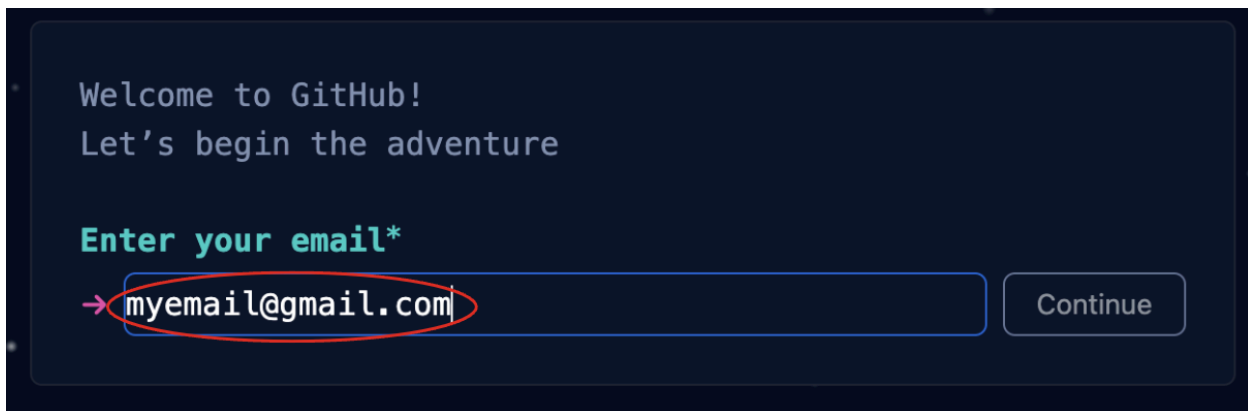 Welcome to GitHub!
Let’s begin the adventure
Enter your email*
→ myemail@gmail.com Continue